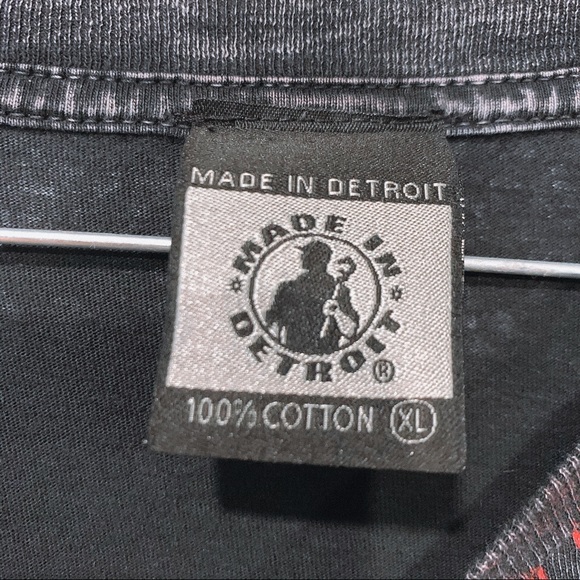 MADE IN DETROIT
MADE IN
DETROIT ®
100% COTTON XL